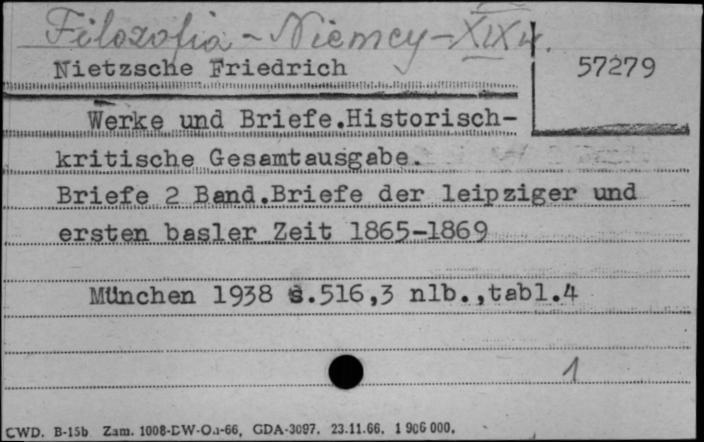 Filozofia - Niemcy - XIX w.
Nietzsche Friedrich
57279
Werke und Briefe.Historisch-
kritische Gesamtausgabe.
Briefe 2 Band.Briefe der leipziger und
ersten basler Zeit 1865-1869
München 1938 s.516,3 nlb.,tabl.4
1
CWD. B-15b Zam. 1008-DW-On-66, GDA-3097. 23.11.66. 1 906 000.